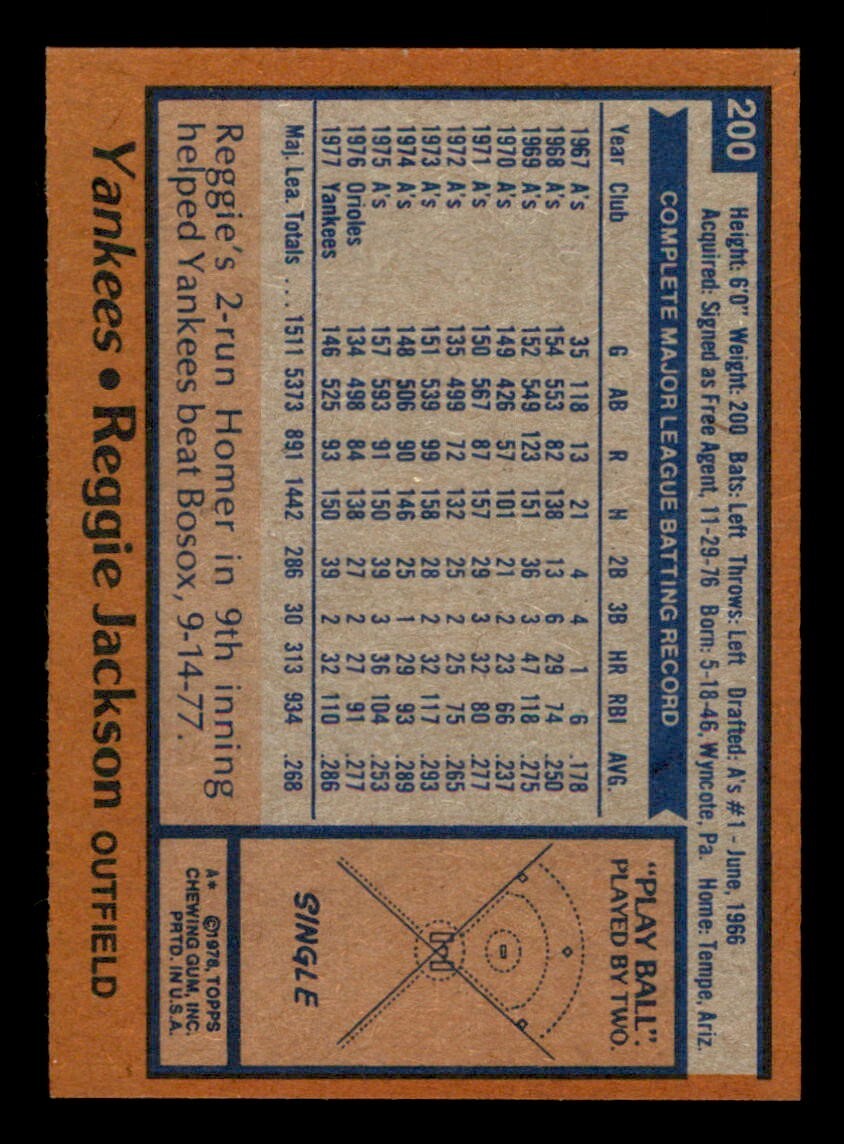 200
Height: 6'0" Weight: 200 Bats: Left Throws: Left Drafted: A's #1 - June, 1966
Acquired: Signed as Free Agent, 11-29-76 Born: 5-18-46, Wyncote, Pa. Home: Tempe, Ariz.
COMPLETE MAJOR LEAGUE BATTING RECORD
Year Club G AB R H 2B 3B HR RBI AVG.
1967 A's 35 118 13 21 4 4 1 6 .178
1968 A's 154 553 82 138 13 6 29 74 .250
1969 A's 152 549 123 151 36 3 47 118 .275
1970 A's 149 426 57 101 21 2 23 66 .237
1971 A's 150 567 87 157 29 3 32 80 .277
1972 A's 135 499 72 132 25 2 25 75 .265
1973 A's 151 539 99 158 28 2 32 117 .293
1974 A's 148 506 90 146 25 1 29 93 .289
1975 A's 157 593 91 150 39 3 36 104 .253
1976 Orioles 134 498 84 138 27 2 27 91 .277
1977 Yankees 146 525 93 150 39 2 32 110 .286
Maj. Lea. Totals .... 1511 5373 891 1442 286 30 313 934 .268
Reggie's 2-run Homer in 9th inning
helped Yankees beat Bosox, 9-14-77.
"PLAY BALL":
PLAYED BY TWO.
SINGLE
A* ©1978, TOPPS
CHEWING GUM, INC.
PRTD. IN U.S.A.
Yankees • Reggie Jackson OUTFIELD